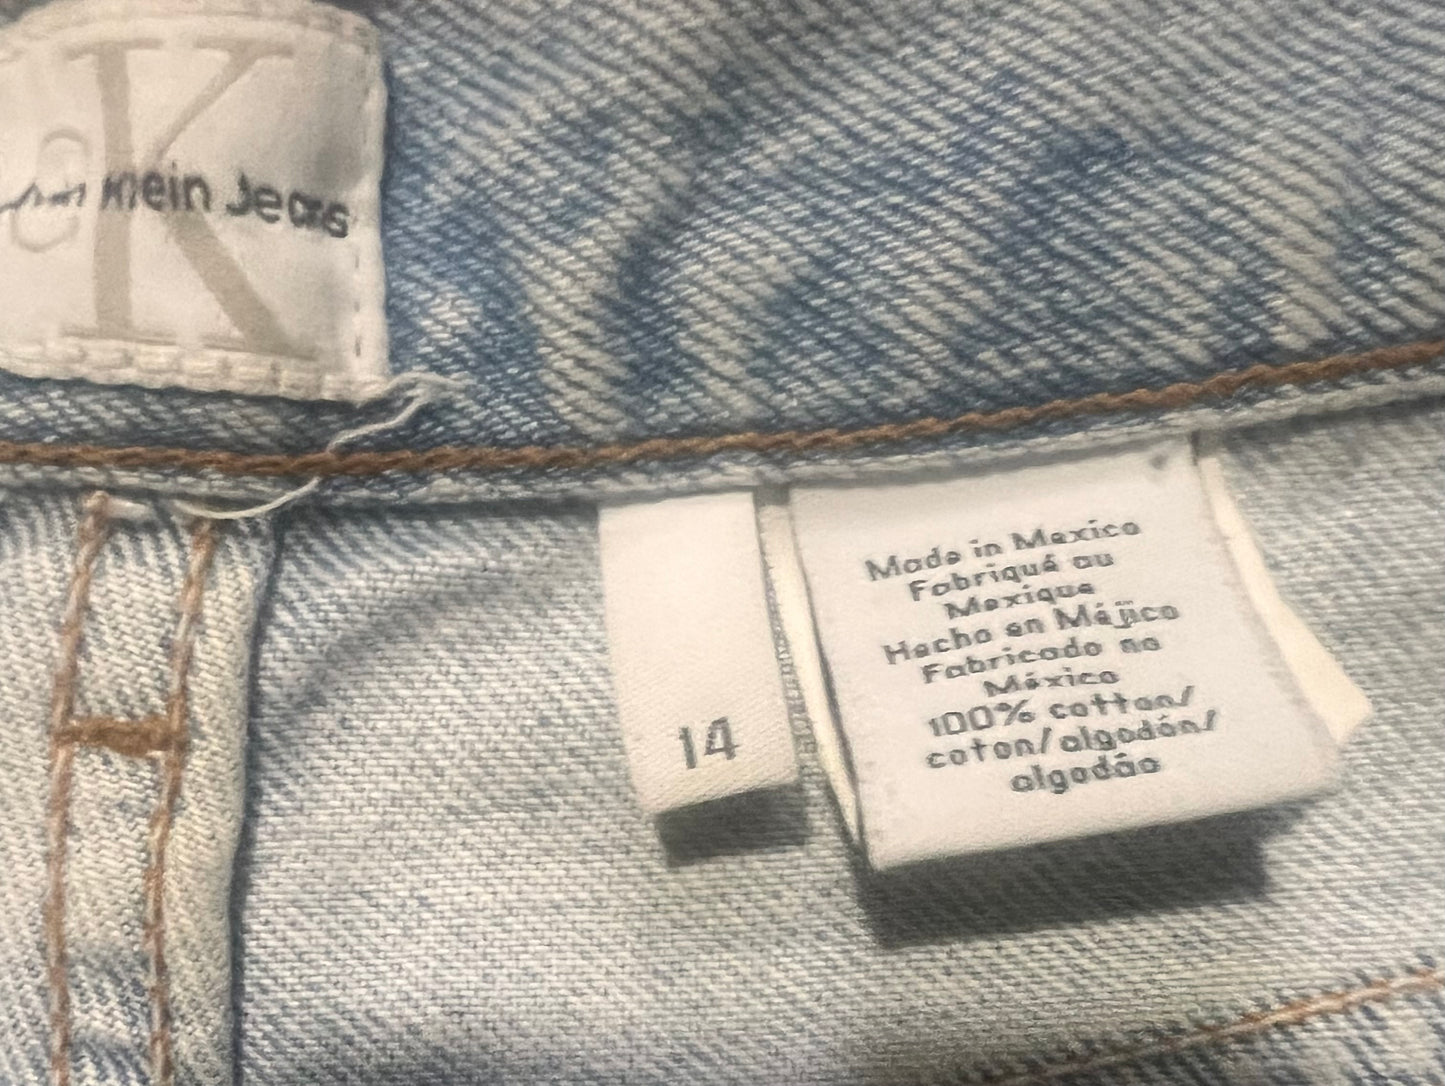 CK
Calvin Klein Jeans
14
Made in Mexico
Fabriqué au
Mexique
Hecho en Méjico
Fabricado no
México
100% cotton/
coton/algodón/
algodão